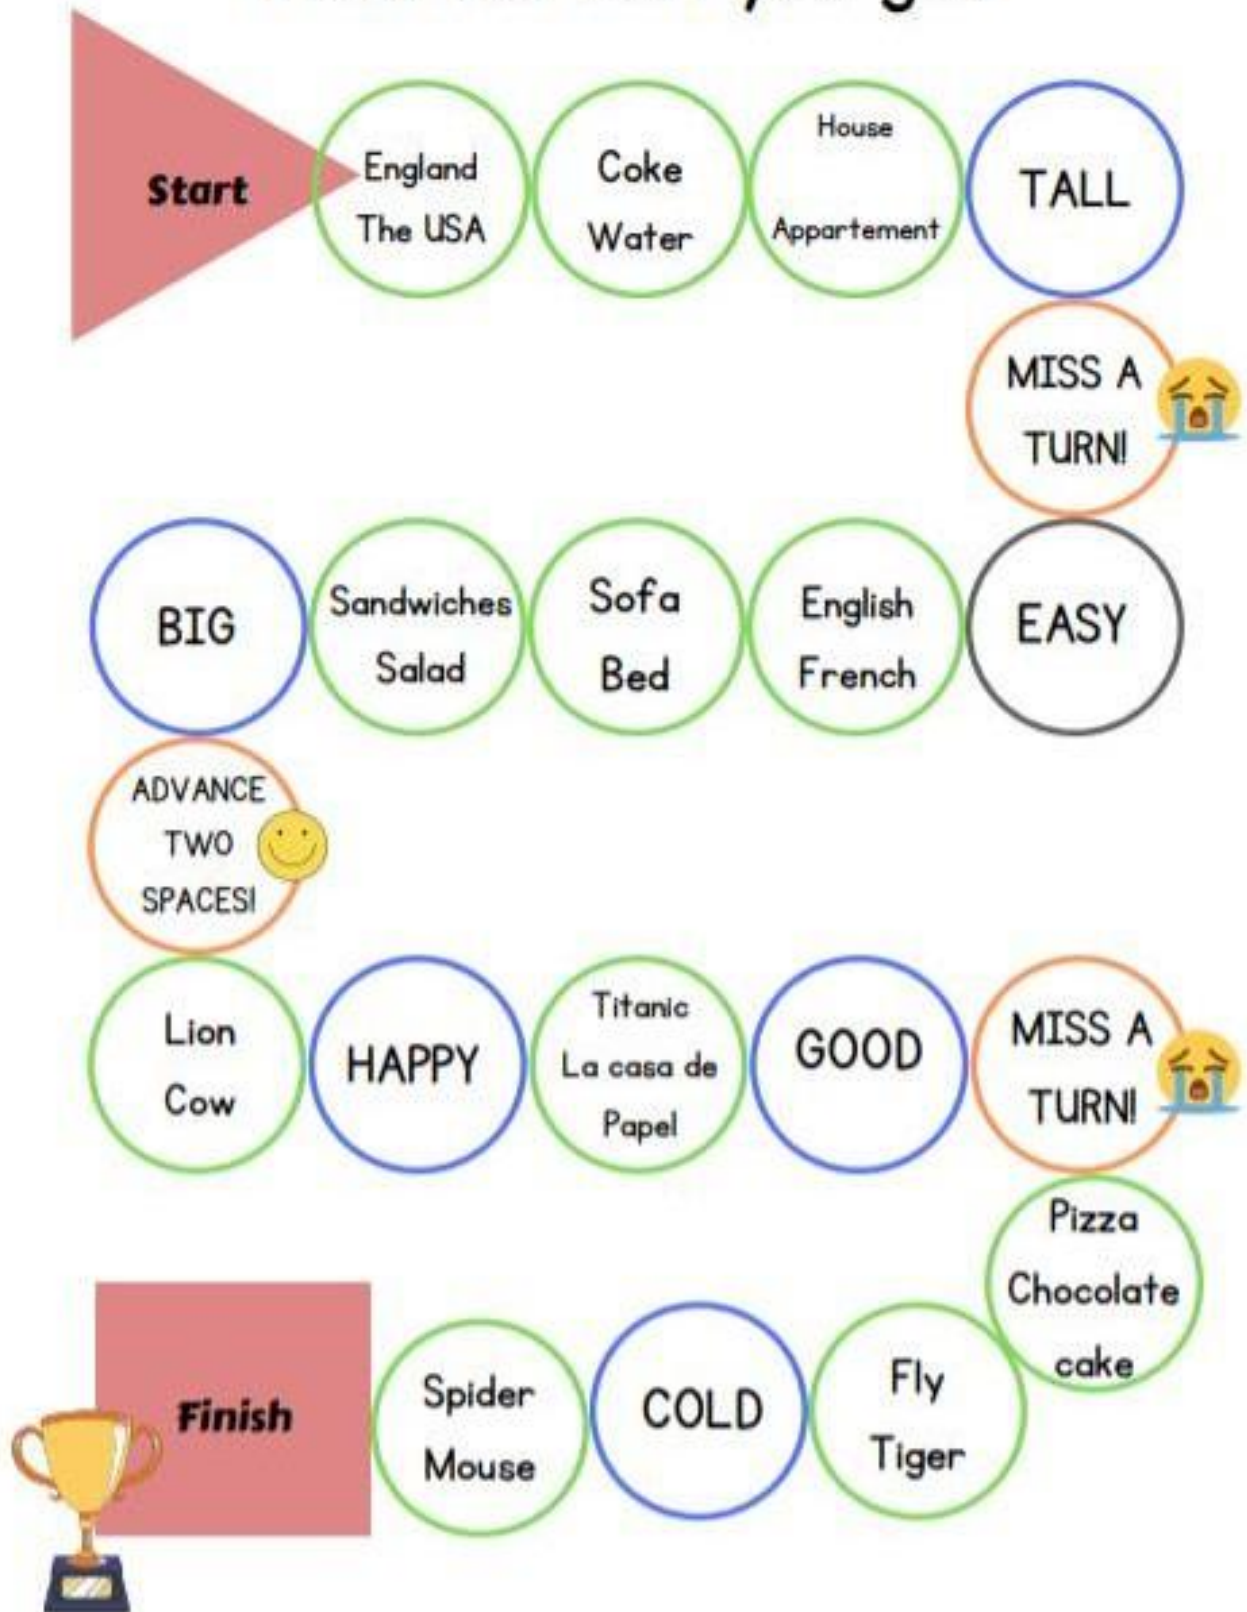 Start
England
The USA
Coke
Water
House
Appartement
TALL
MISS A
TURN!
EASY
English
French
Sofa
Bed
Sandwiches
Salad
BIG
ADVANCE
TWO
SPACES!
Lion
Cow
HAPPY
Titanic
La casa de
Papel
GOOD
MISS A
TURN!
Pizza
Chocolate
cake
Fly
Tiger
COLD
Spider
Mouse
Finish